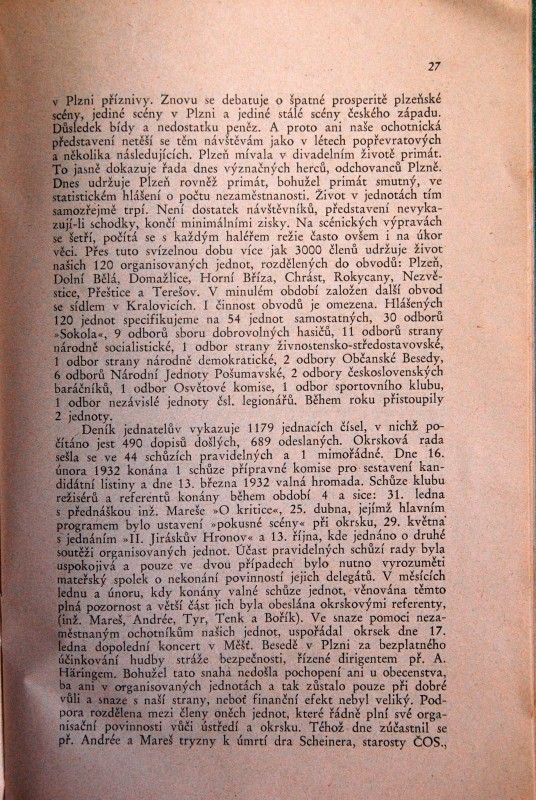 27
v Plzni příznivy. Znovu se debatuje o špatné prosperitě plzeňské
scény, jediné scény v Plzni a jediné stálé scény českého západu.
Důsledek bídy a nedostatku peněz. A proto ani naše ochotnická
představení netěší se těm návštěvám jako v létech popřevratových
a několika následujících. Plzeň mívala v divadelním životě primát.
To jasně dokazuje řada dnes význačných herců, odchovanců Plzně.
Dnes udržuje Plzeň rovněž primát, bohužel primát smutný, ve
statistickém hlášení o počtu nezaměstnanosti. Život v jednotách tím
samozřejmě trpí. Není dostatek návštěvníků, představení nevyka-
zují-li schodky, končí minimálními zisky. Na scénických výpravách
se šetří, počítá se s každým haléřem režie často ovšem i na úkor
věci. Přes tuto svízelnou dobu více jak 3000 členů udržuje život
našich 120 organisovaných jednot, rozdělených do obvodů: Plzeň,
Dolní Bělá, Domažlice, Horní Bříza, Chrást, Rokycany, Nezvě-
stice, Přeštice a Terešov. V minulém období založen další obvod
se sídlem v Kralovicích. I činnost obvodů je omezena. Hlášených
120 jednot specifikujeme na 54 jednot samostatných, 30 odborů
»Sokola«, 9 odborů sboru dobrovolných hasičů, 11 odborů strany
národně socialistické, 1 odbor strany živnostensko-středostavovské,
1 odbor strany národně demokratické, 2 odbory Občanské Besedy,
6 odborů Národní Jednoty Pošumavské, 2 odbory československých
baráčníků, 1 odbor Osvětové komise, 1 odbor sportovního klubu,
1 odbor nezávislé jednoty čsl. legionářů. Během roku přistoupily
2 jednoty.
Deník jednatelův vykazuje 1179 jednacích čísel, v nichž po-
čítáno jest 490 dopisů došlých, 689 odeslaných. Okrsková rada
sešla se ve 44 schůzích pravidelných a 1 mimořádné. Dne 16.
února 1932 konána 1 schůze přípravné komise pro sestavení kan-
didátní listiny a dne 13. března 1932 valná hromada. Schůze klubu
režisérů a referentů konány během období 4 a sice: 31. ledna
s přednáškou inž. Mareše »O kritice«, 25. dubna, jejímž hlavním
programem bylo ustavení »pokusné scény« při okrsku, 29. května
s jednáním »II. Jiráskův Hronov« a 13. října, kde jednáno o druhé
soutěži organisovaných jednot. Účast pravidelných schůzí rady byla
uspokojivá a pouze ve dvou případech bylo nutno vyrozuměti
mateřský spolek o nekonání povinností jejich delegátů. V měsících
lednu a únoru, kdy konány valné schůze jednot, věnována těmto
plná pozornost a větší část jich byla obeslána okrskovými referenty,
(inž. Mareš, Andrée, Tyr, Tenk a Bořík). Ve snaze pomoci neza-
městnaným ochotníkům našich jednot, uspořádal okrsek dne 17.
ledna dopolední koncert v Měšť. Besedě v Plzni za bezplatného
účinkování hudby stráže bezpečnosti, řízené dirigentem př. A.
Häringem. Bohužel tato snaha nedošla pochopení ani u obecenstva,
ba ani v organisovaných jednotách a tak zůstalo pouze při dobré
vůli a snaze s naší strany, neboť finanční efekt nebyl veliký. Pod-
pora rozdělena mezi členy oněch jednot, které řádně plní své orga-
nisační povinnosti vůči ústředí a okrsku. Téhož dne zúčastnil se
př. Andrée a Mareš tryzny k úmrtí dra Scheinera, starosty ČOS.,